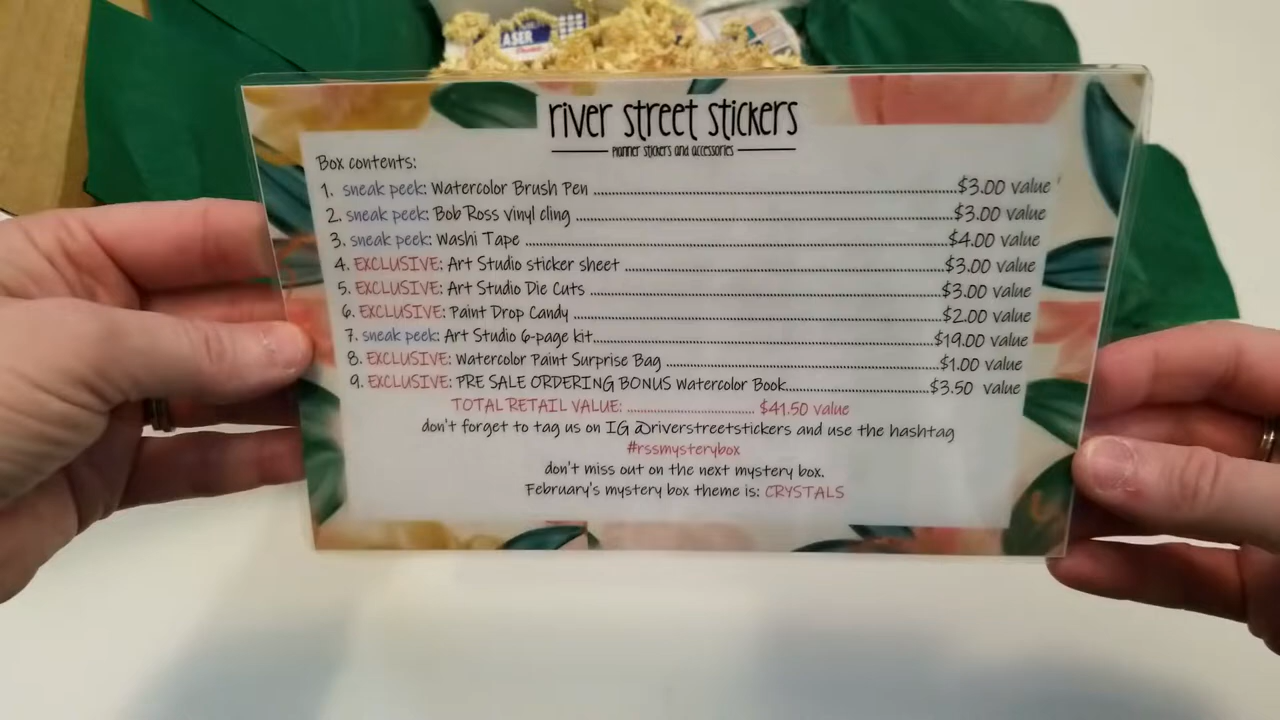 ASER
river street stickers
planner stickers and accessories
Box contents:
1. sneak peek: Watercolor Brush Pen ........ $3.00 value
2. sneak peek: Bob Ross vinyl cling ........ $3.00 value
3. sneak peek: Washi Tape ........ $4.00 value
4. EXCLUSIVE: Art Studio sticker sheet ........ $3.00 value
5. EXCLUSIVE: Art Studio Die Cuts ........ $3.00 value
6. EXCLUSIVE: Paint Drop Candy ........ $2.00 value
7. sneak peek: Art Studio 6-page kit........ $19.00 value
8. EXCLUSIVE: Watercolor Paint Surprise Bag ........ $1.00 value
9. EXCLUSIVE: PRE SALE ORDERING BONUS Watercolor Book........ $3.50 value
TOTAL RETAIL VALUE: ........ $41.50 value
don't forget to tag us on IG @riverstreetstickers and use the hashtag
#rssmysterybox
don't miss out on the next mystery box.
February's mystery box theme is: CRYSTALS